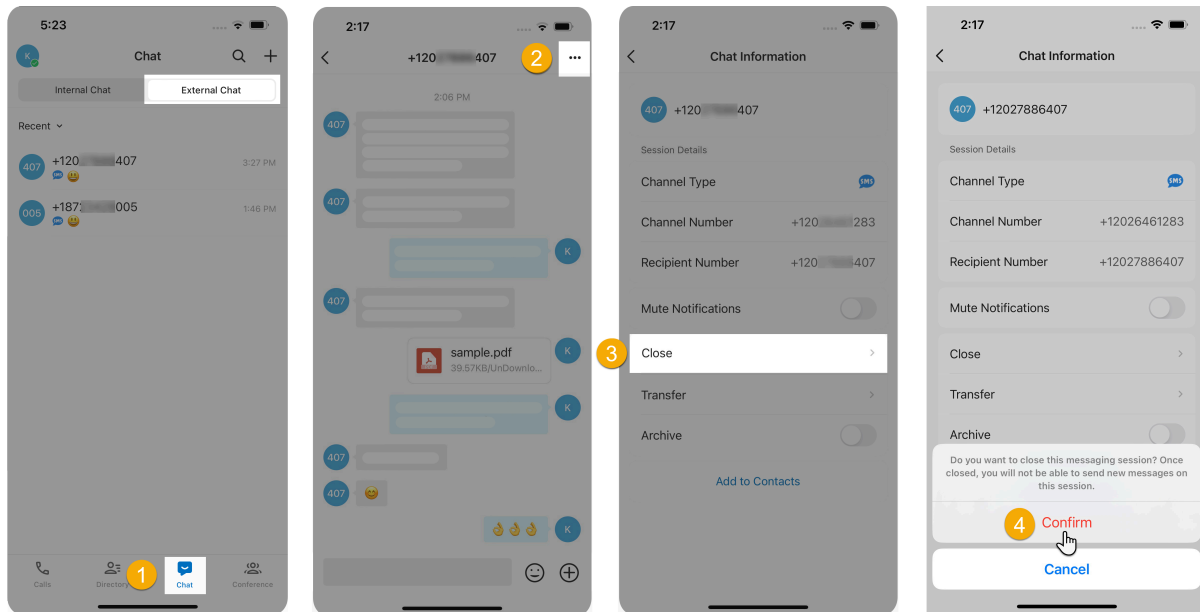 5:23
K
Chat
Internal Chat
External Chat
Recent
407
+120 407
3:27 PM
SMS
005
+187 005
1:46 PM
SMS
Calls
Directory
1
Chat
Conference
2:17
+120 407
2
2:06 PM
407
407
K
407
sample.pdf
39.57KB/UnDownlo...
K
K
407
407
K
2:17
Chat Information
407
+120 407
Session Details
Channel Type
SMS
Channel Number
+120 283
Recipient Number
+120 407
Mute Notifications
3
Close
Transfer
Archive
Add to Contacts
2:17
Chat Information
407
+12027886407
Session Details
Channel Type
SMS
Channel Number
+12026461283
Recipient Number
+12027886407
Mute Notifications
Close
Transfer
Archive
Do you want to close this messaging session? Once
closed, you will not be able to send new messages on
this session.
4
Confirm
Cancel